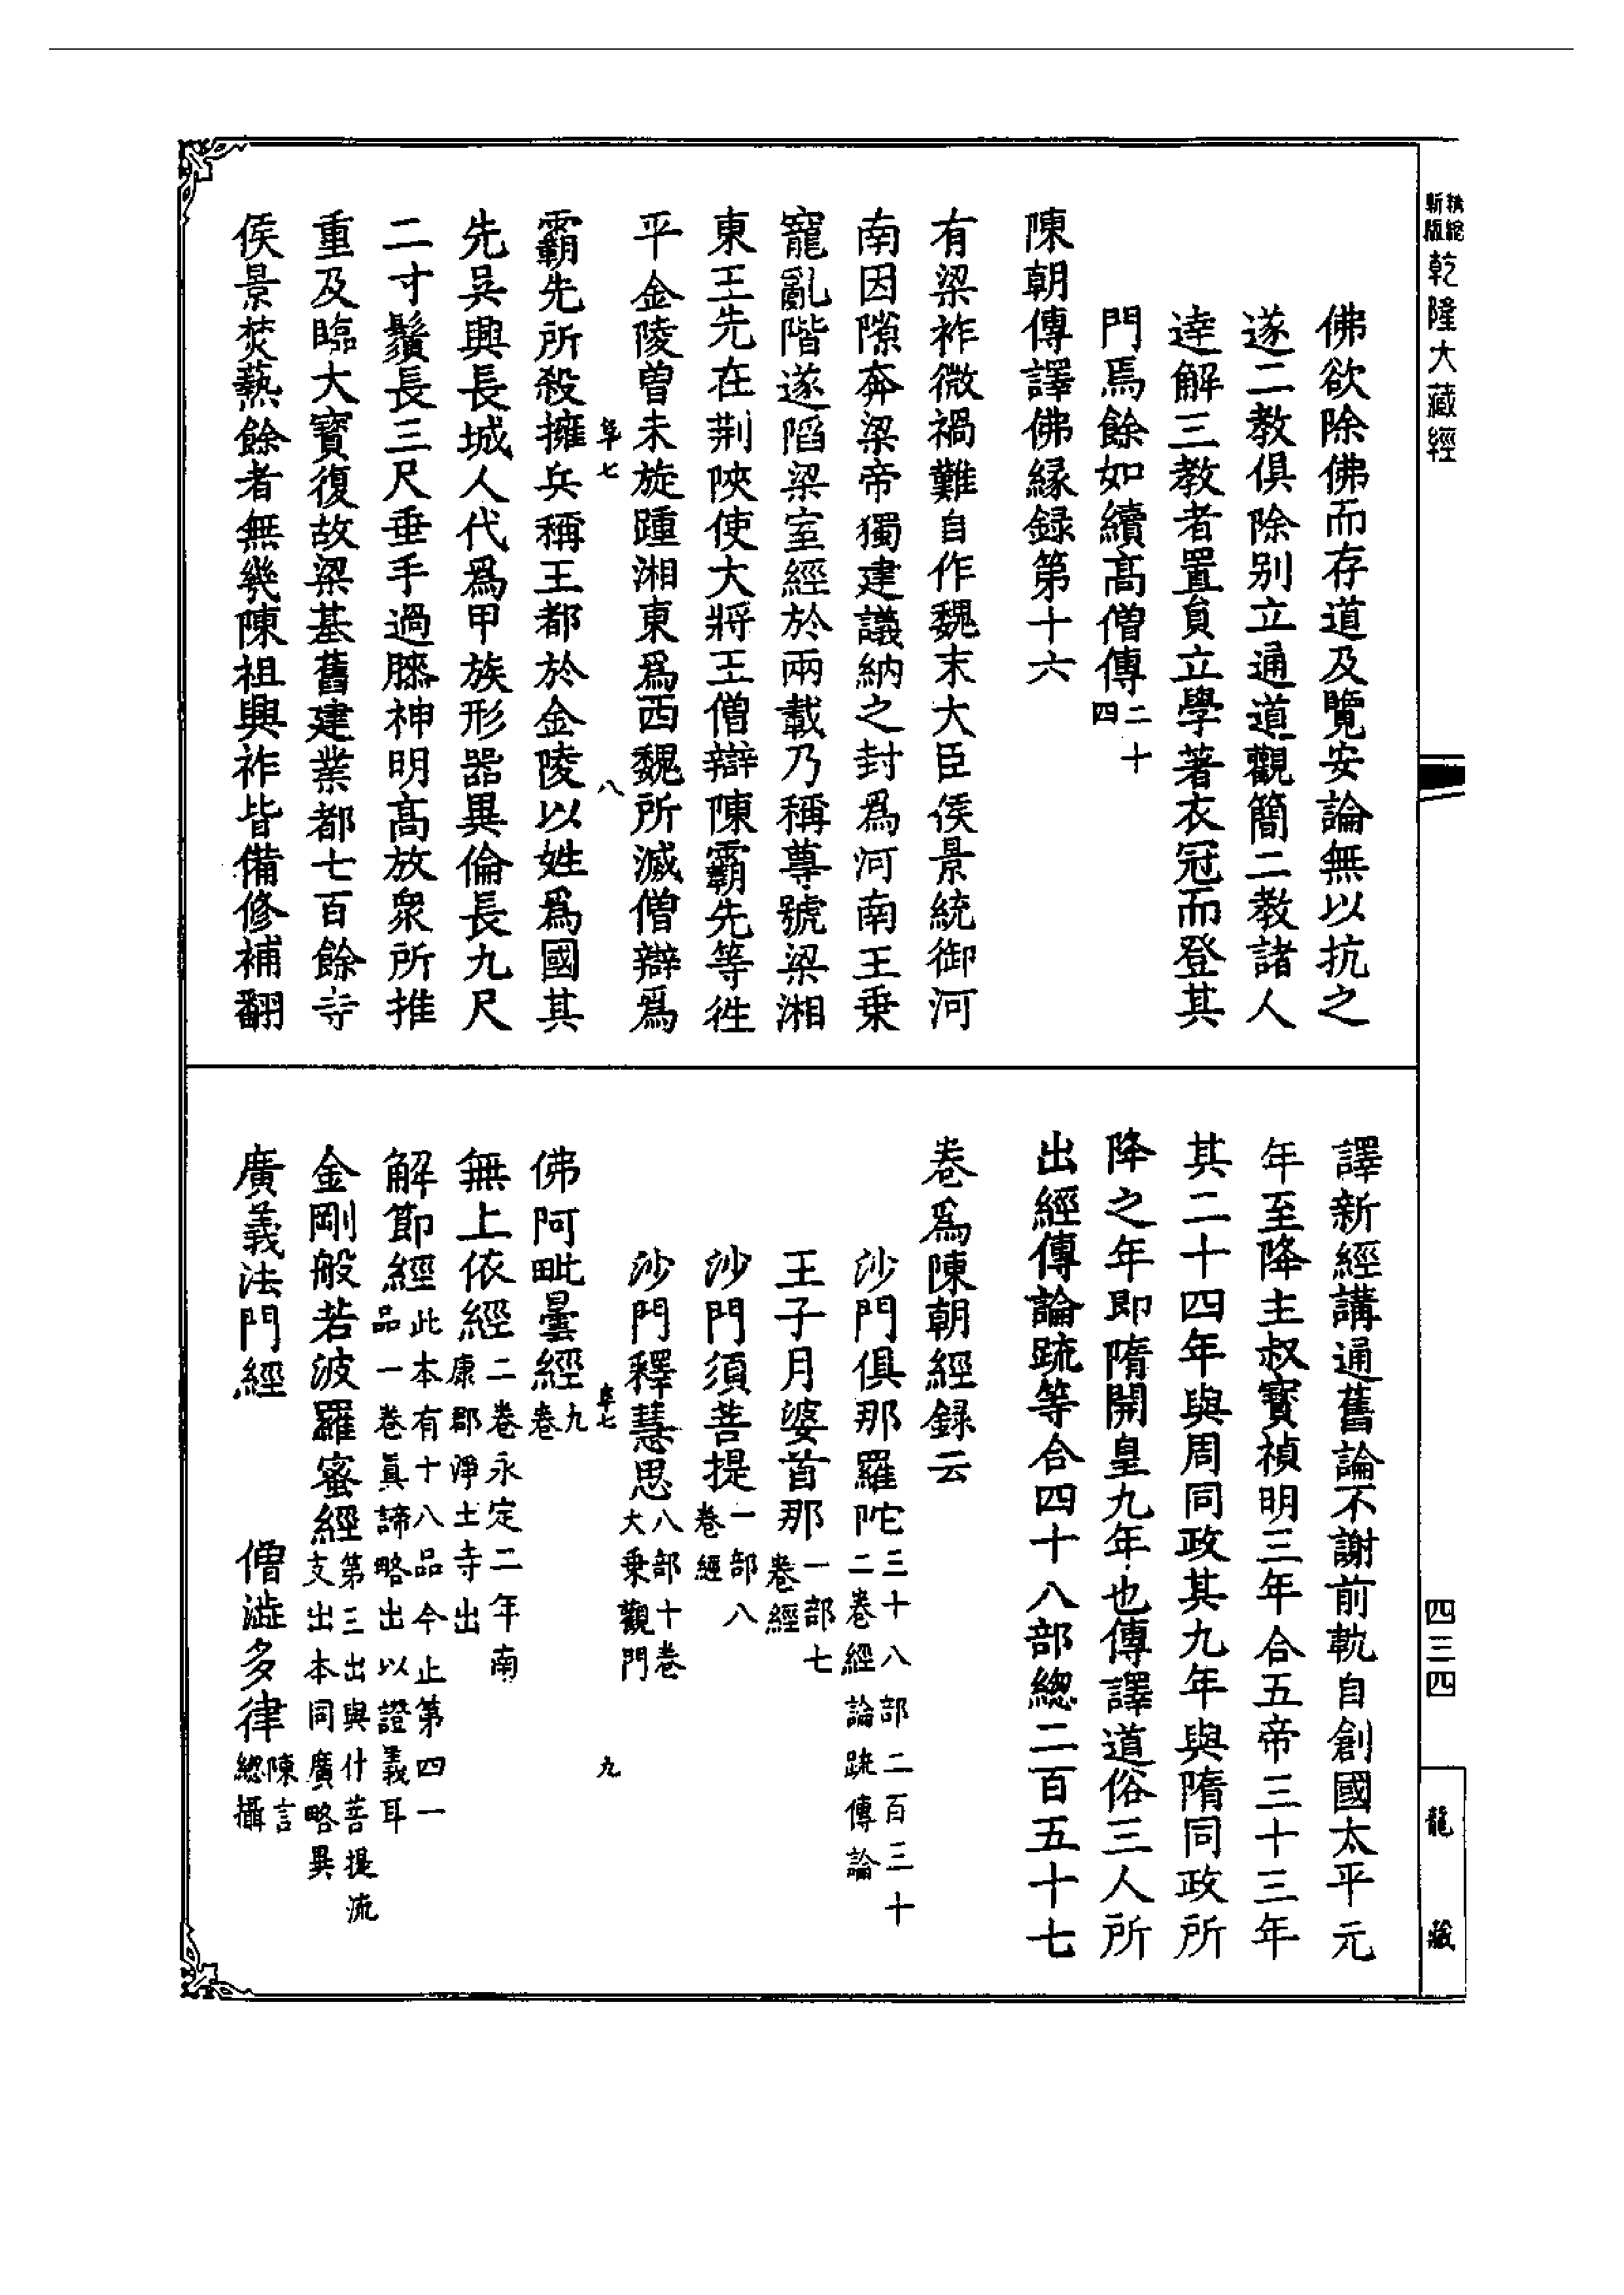 精縮
新版
乾隆大藏經
佛欲除佛而存道及覽安論無以抗之
遂二教俱除别立通道觀簡二教諸人
達解三教者置員立學著衣冠而登其
門焉餘如續高僧傳二十四
陳朝傳譯佛緣録第十六
有梁祚微禍難自作魏末大臣侯景統御河
南因隙奔梁帝獨建議納之封爲河南王乗
寵亂階遂䧟梁室經於兩載乃稱尊號梁湘
東王先在荆陜使大將王僧辯陳霸先等往
平金陵曽未旋踵湘東爲西魏所滅僧辯爲
阜七
八
霸先所殺擁兵稱王都於金陵以姓爲國其
先吳興長城人代爲甲族形器異倫長九尺
二寸鬚長三尺垂手過膝神明高放衆所推
重及臨大寶復故梁基舊建業都七百餘寺
侯景焚爇餘者無幾陳祖興祚皆備修補翻
譯新經講通舊論不謝前軌自創國太平元
年至降主叔寳禎明三年合五帝三十三年
其二十四年與周同政其九年與隋同政所
降之年即隋開皇九年也傳譯道俗三人所
出經傳論䟽等合四十八部總二百五十七
卷爲陳朝經録云
沙門俱那羅陀三十八部二百三十二卷經論䟽傳論
王子月婆首那一部七卷經
沙門須菩提一部八卷經
沙門釋慧思八部十卷大乗觀門
阜七
九
佛阿毗曇經九卷
無上依經二卷永定二年南康郡淨土寺出
解節經此本有十八品今止第四一品一卷眞諦略出以證義耳
金剛般若波羅蜜經第三出與什菩提流支出本同廣略異
廣義法門經　僧澁多律陳言總攝
四三四
龍藏